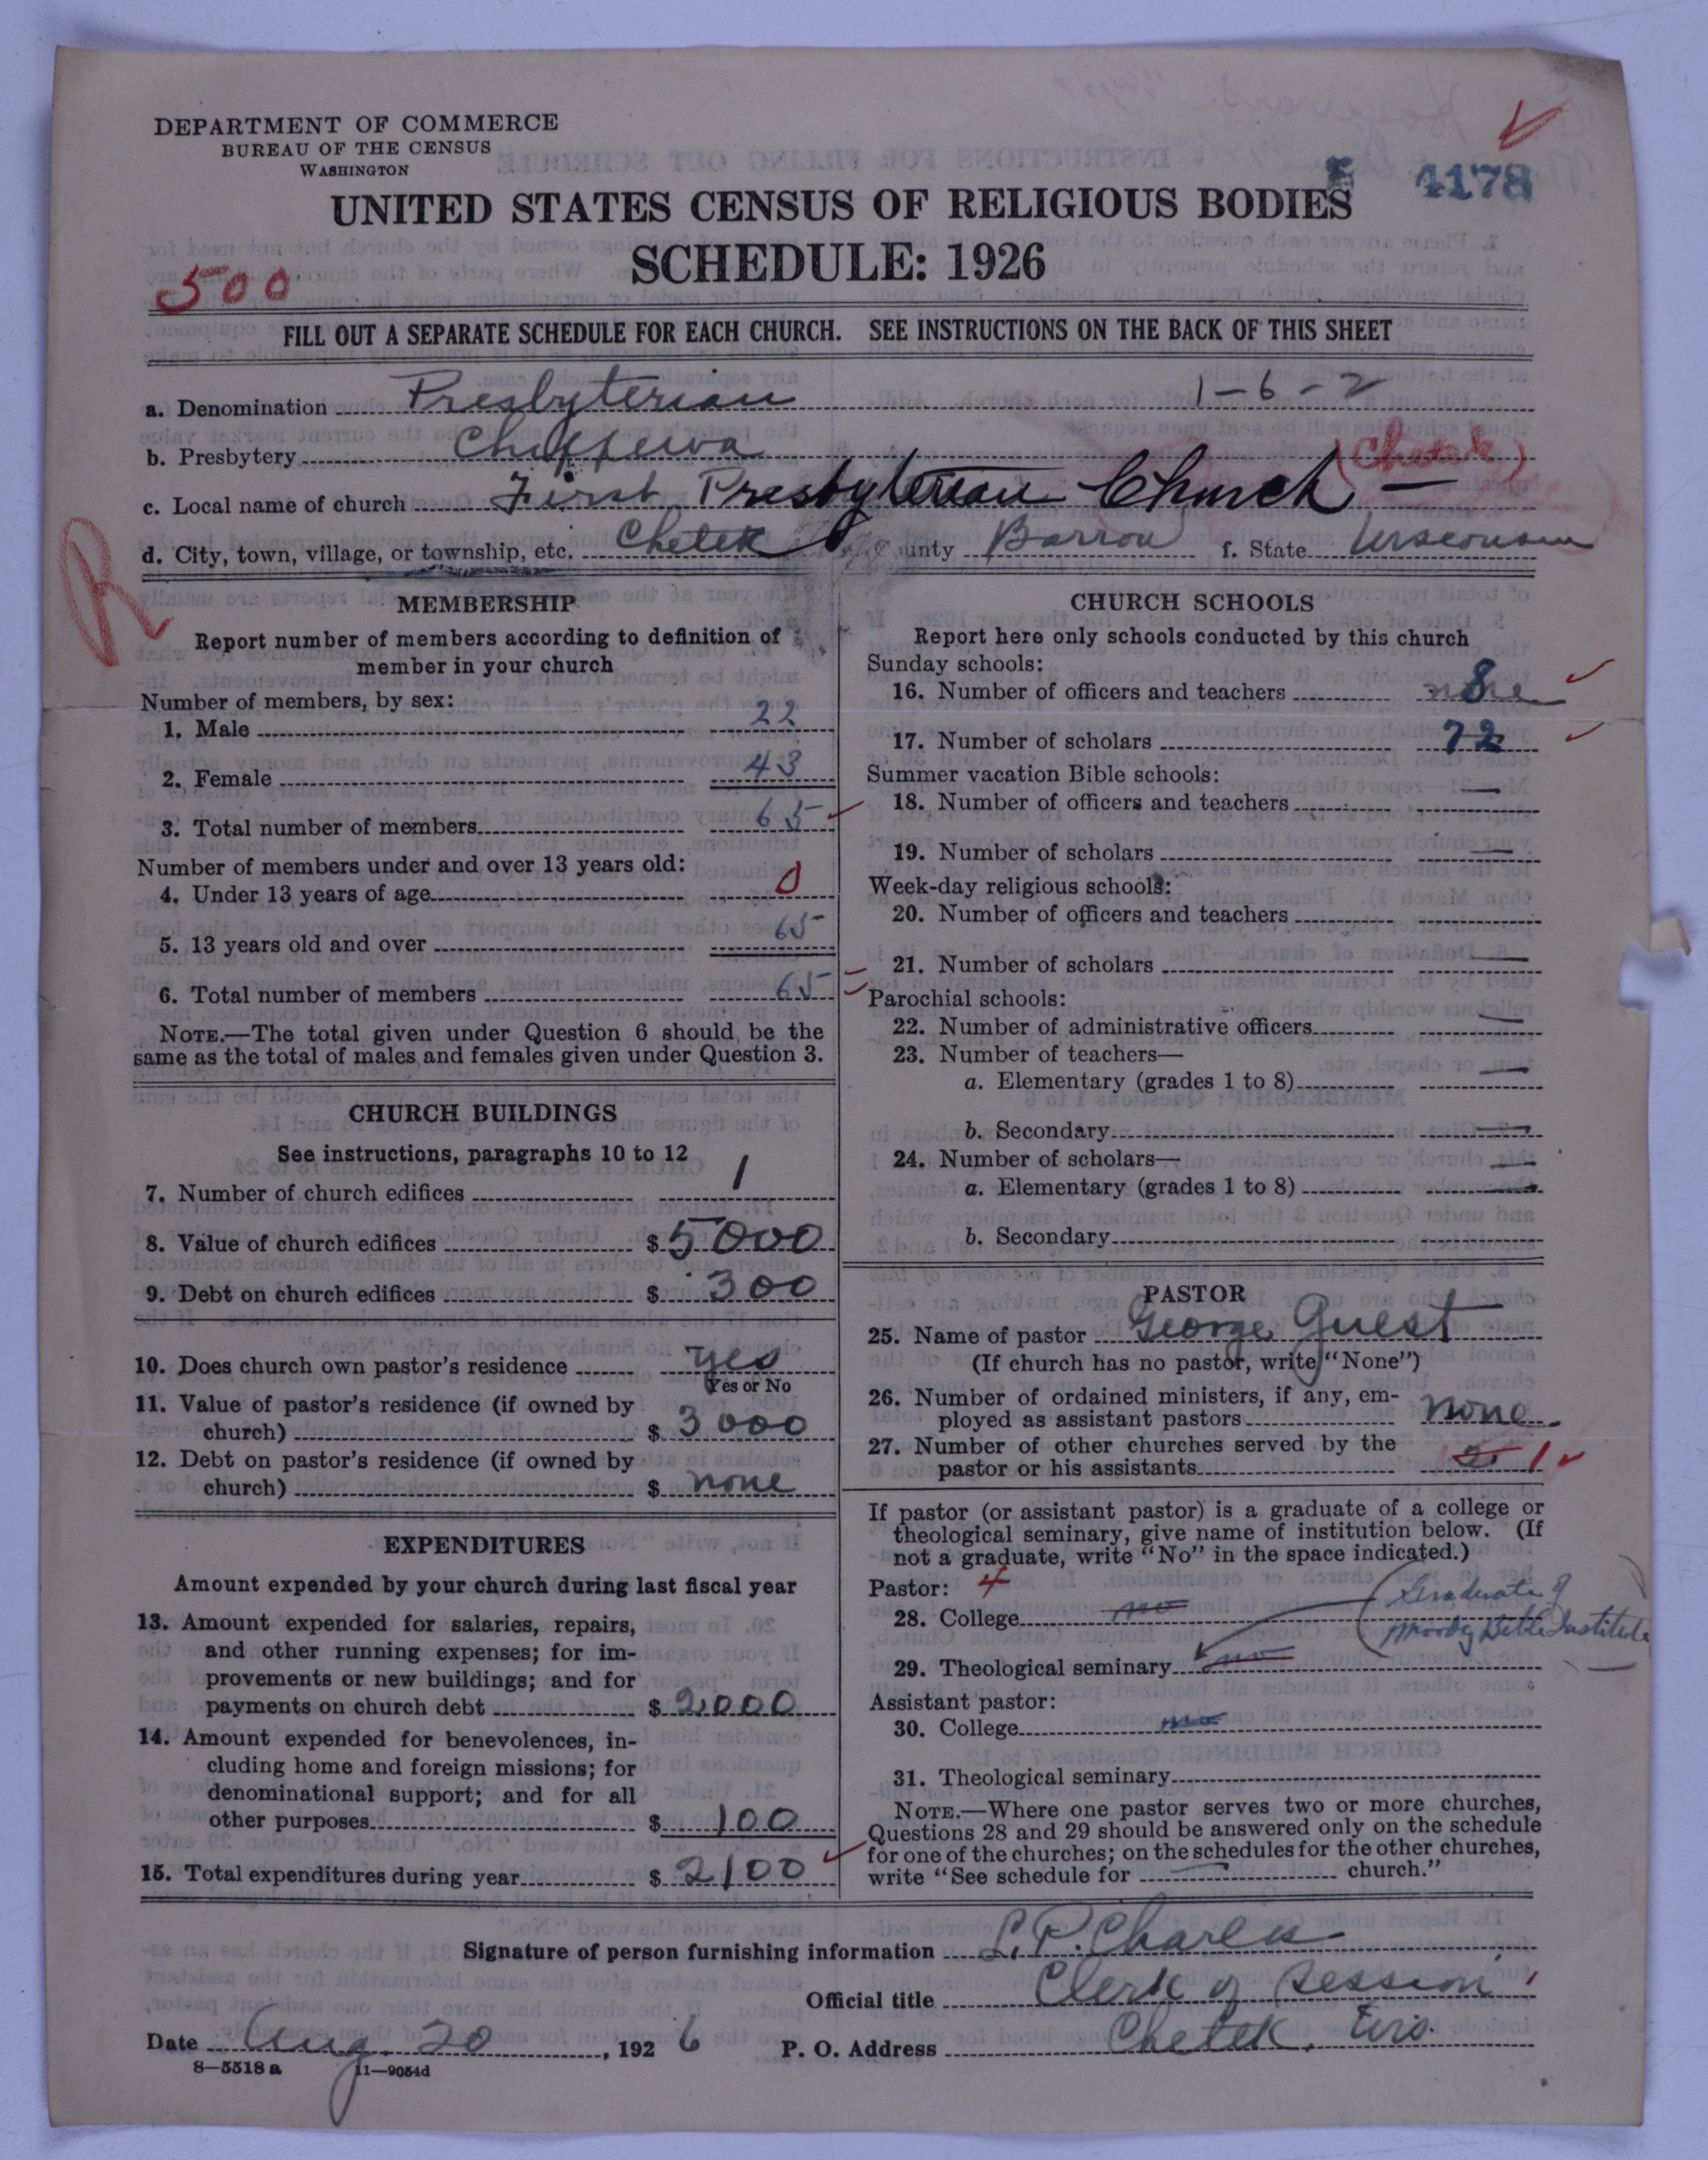 DEPARTMENT OF COMMERCE
BUREAU OF THE CENSUS
WASHINGTON
4178
UNITED STATES CENSUS OF RELIGIOUS BODIES
SCHEDULE: 1926
500
FILL OUT A SEPARATE SCHEDULE FOR EACH CHURCH. SEE INSTRUCTIONS ON THE BACK OF THIS SHEET
a. Denomination Presbyterian 1-6-2
b. Presbytery Chippewa
c. Local name of church First Presbyterian Church - (Chetek)
d. City, town, village, or township, etc. Chetek County Barron f. State Wisconsin
R
MEMBERSHIP
Report number of members according to definition of
member in your church
Number of members, by sex:
1. Male 22
2. Female 43
3. Total number of members 65
Number of members under and over 13 years old:
4. Under 13 years of age 0
5. 13 years old and over 65
6. Total number of members 65
NOTE.—The total given under Question 6 should be the
same as the total of males and females given under Question 3.
CHURCH BUILDINGS
See instructions, paragraphs 10 to 12
7. Number of church edifices 1
8. Value of church edifices $ 5000
9. Debt on church edifices $ 300
10. Does church own pastor's residence yes
Yes or No
11. Value of pastor's residence (if owned by
church) $ 3000
12. Debt on pastor's residence (if owned by
church) $ none
EXPENDITURES
Amount expended by your church during last fiscal year
13. Amount expended for salaries, repairs,
and other running expenses; for im-
provements or new buildings; and for
payments on church debt $ 2000
14. Amount expended for benevolences, in-
cluding home and foreign missions; for
denominational support; and for all
other purposes $ 100
15. Total expenditures during year $ 2100
CHURCH SCHOOLS
Report here only schools conducted by this church
Sunday schools:
16. Number of officers and teachers none 8
17. Number of scholars 72
Summer vacation Bible schools:
18. Number of officers and teachers —
19. Number of scholars —
Week-day religious schools:
20. Number of officers and teachers
21. Number of scholars —
Parochial schools:
22. Number of administrative officers —
23. Number of teachers—
a. Elementary (grades 1 to 8) —
b. Secondary —
24. Number of scholars— —
a. Elementary (grades 1 to 8) —
b. Secondary
PASTOR
25. Name of pastor George Guest
(If church has no pastor, write "None")
26. Number of ordained ministers, if any, em-
ployed as assistant pastors none
27. Number of other churches served by the
pastor or his assistants 2 1
If pastor (or assistant pastor) is a graduate of a college or
theological seminary, give name of institution below. (If
not a graduate, write "No" in the space indicated.)
Pastor: 4
28. College no (Graduate of
Moody Bible Institute
29. Theological seminary no
Assistant pastor:
30. College no
31. Theological seminary
NOTE.—Where one pastor serves two or more churches,
Questions 28 and 29 should be answered only on the schedule
for one of the churches; on the schedules for the other churches,
write "See schedule for — church."
Signature of person furnishing information L. P. Charles
Official title Clerk of Session
Date Aug. 20, 1926 P. O. Address Chetek, Wis.
8—5518 a 11—9054d